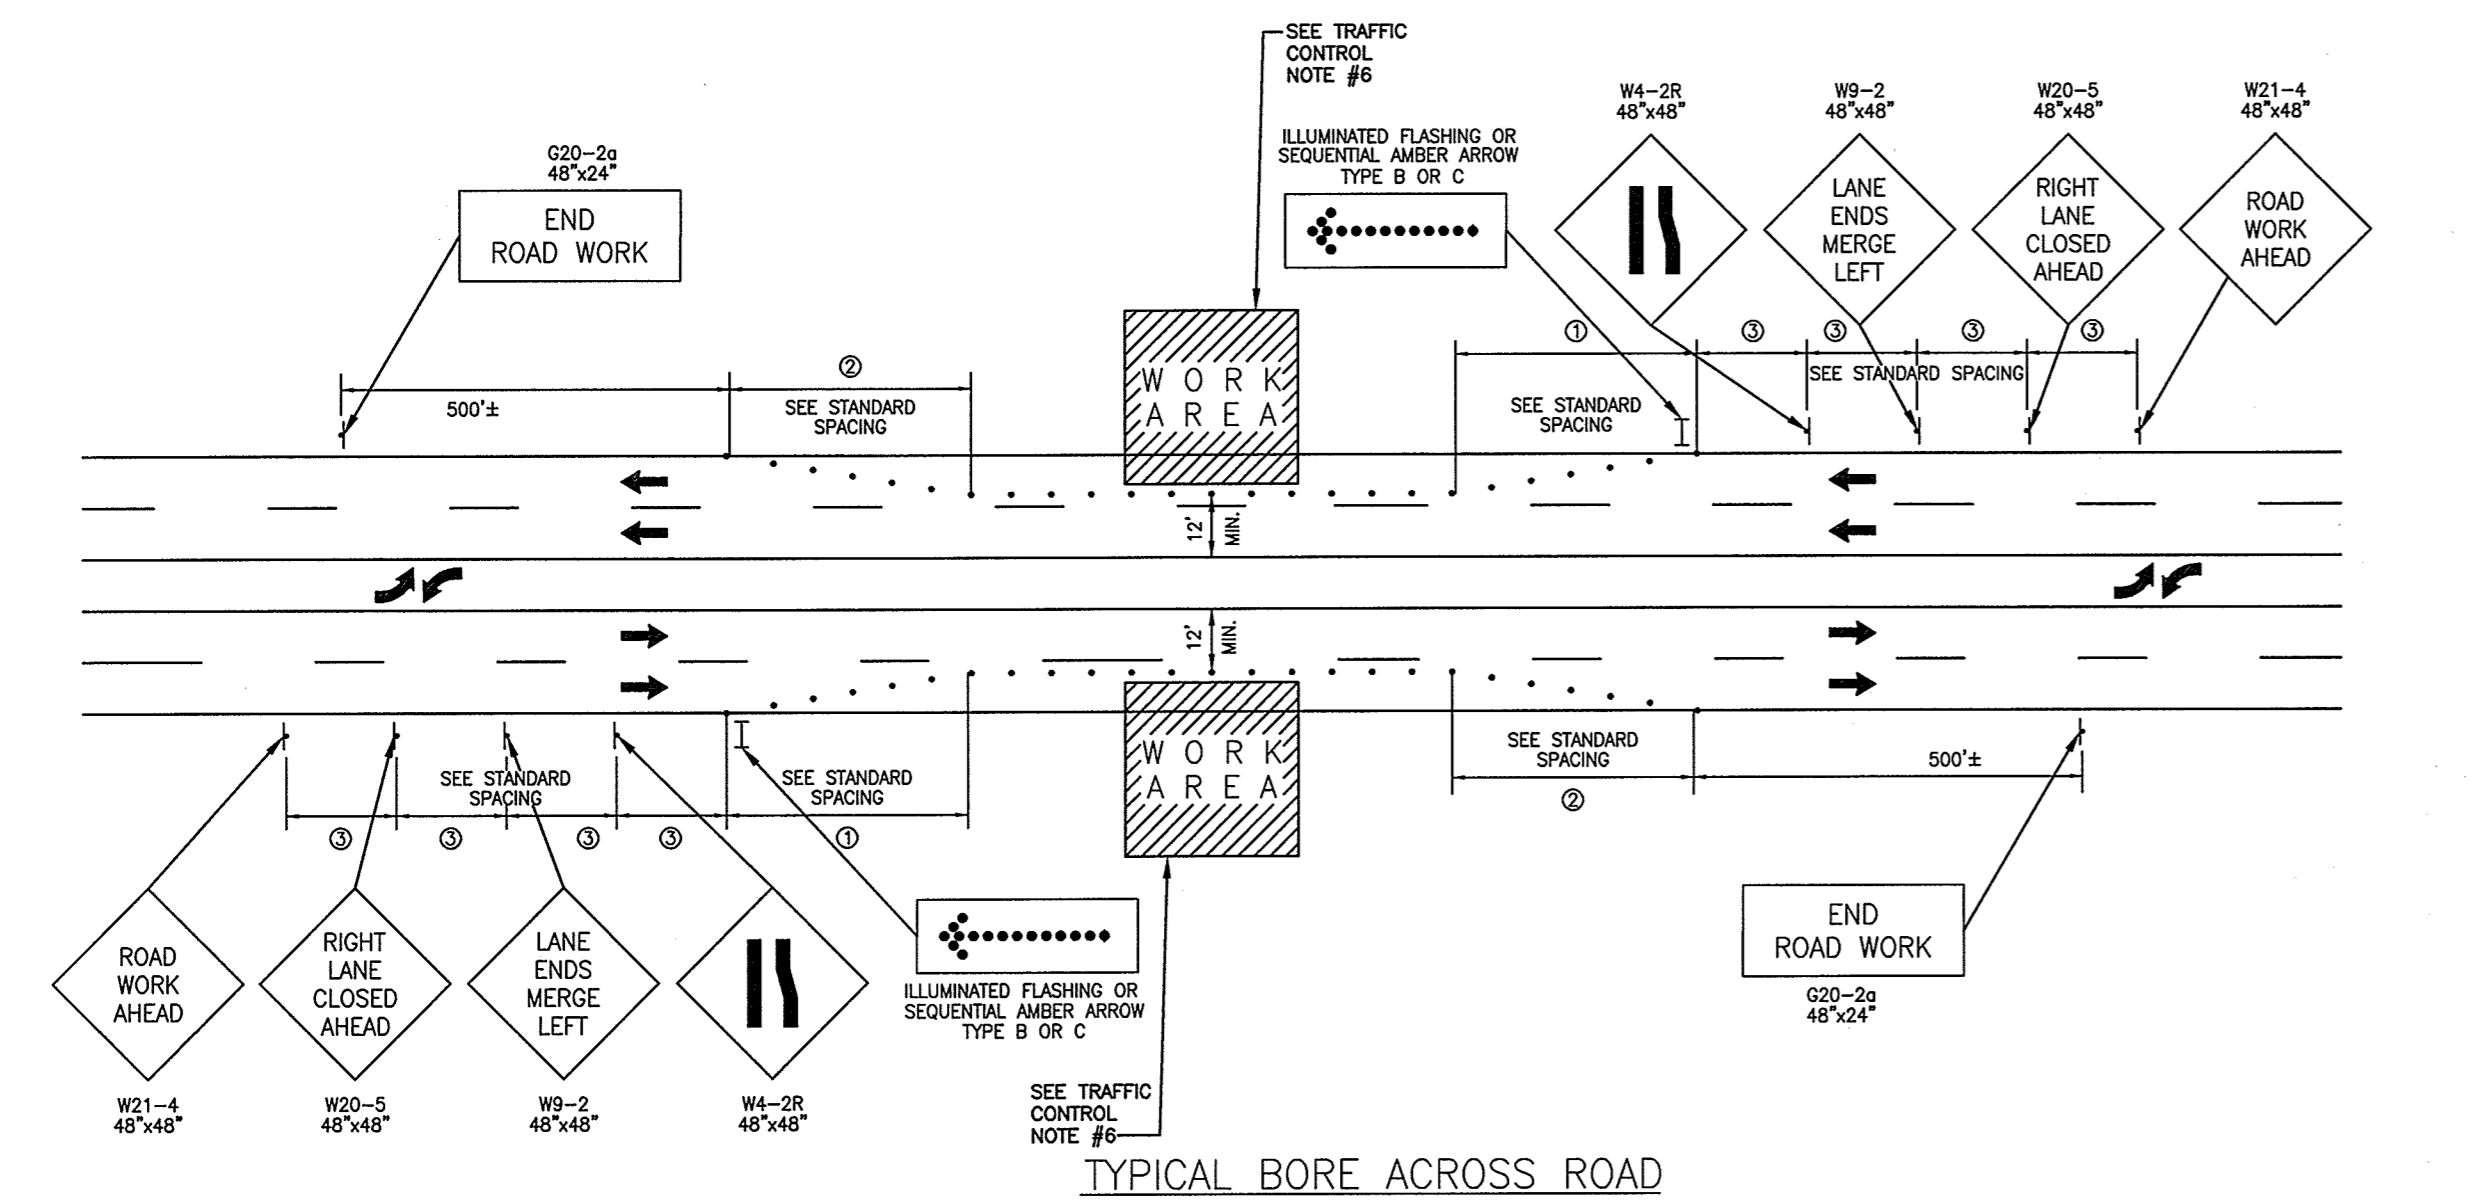 SEE TRAFFIC
CONTROL
NOTE #6
G20-2a
48"x24"
END
ROAD WORK
ILLUMINATED FLASHING OR
SEQUENTIAL AMBER ARROW
TYPE B OR C
W4-2R
48"x48"
W9-2
48"x48"
LANE
ENDS
MERGE
LEFT
W20-5
48"x48"
RIGHT
LANE
CLOSED
AHEAD
W21-4
48"x48"
ROAD
WORK
AHEAD
500'±
②
SEE STANDARD
SPACING
WORK
AREA
①
SEE STANDARD
SPACING
③
③
③
③
SEE STANDARD SPACING
12'
MIN.
12'
MIN.
SEE STANDARD
SPACING
③
③
③
③
SEE STANDARD
SPACING
①
WORK
AREA
SEE STANDARD
SPACING
②
500'±
ROAD
WORK
AHEAD
W21-4
48"x48"
RIGHT
LANE
CLOSED
AHEAD
W20-5
48"x48"
LANE
ENDS
MERGE
LEFT
W9-2
48"x48"
W4-2R
48"x48"
ILLUMINATED FLASHING OR
SEQUENTIAL AMBER ARROW
TYPE B OR C
SEE TRAFFIC
CONTROL
NOTE #6
END
ROAD WORK
G20-2a
48"x24"
TYPICAL BORE ACROSS ROAD